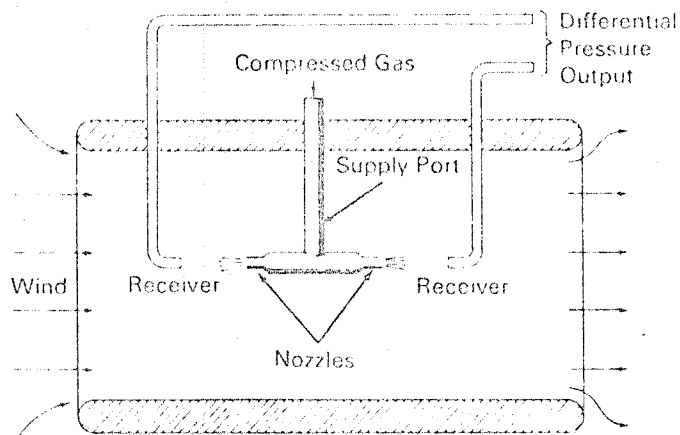 Differential
Pressure
Output
Compressed Gas
Supply Port
Wind
Receiver
Receiver
Nozzles